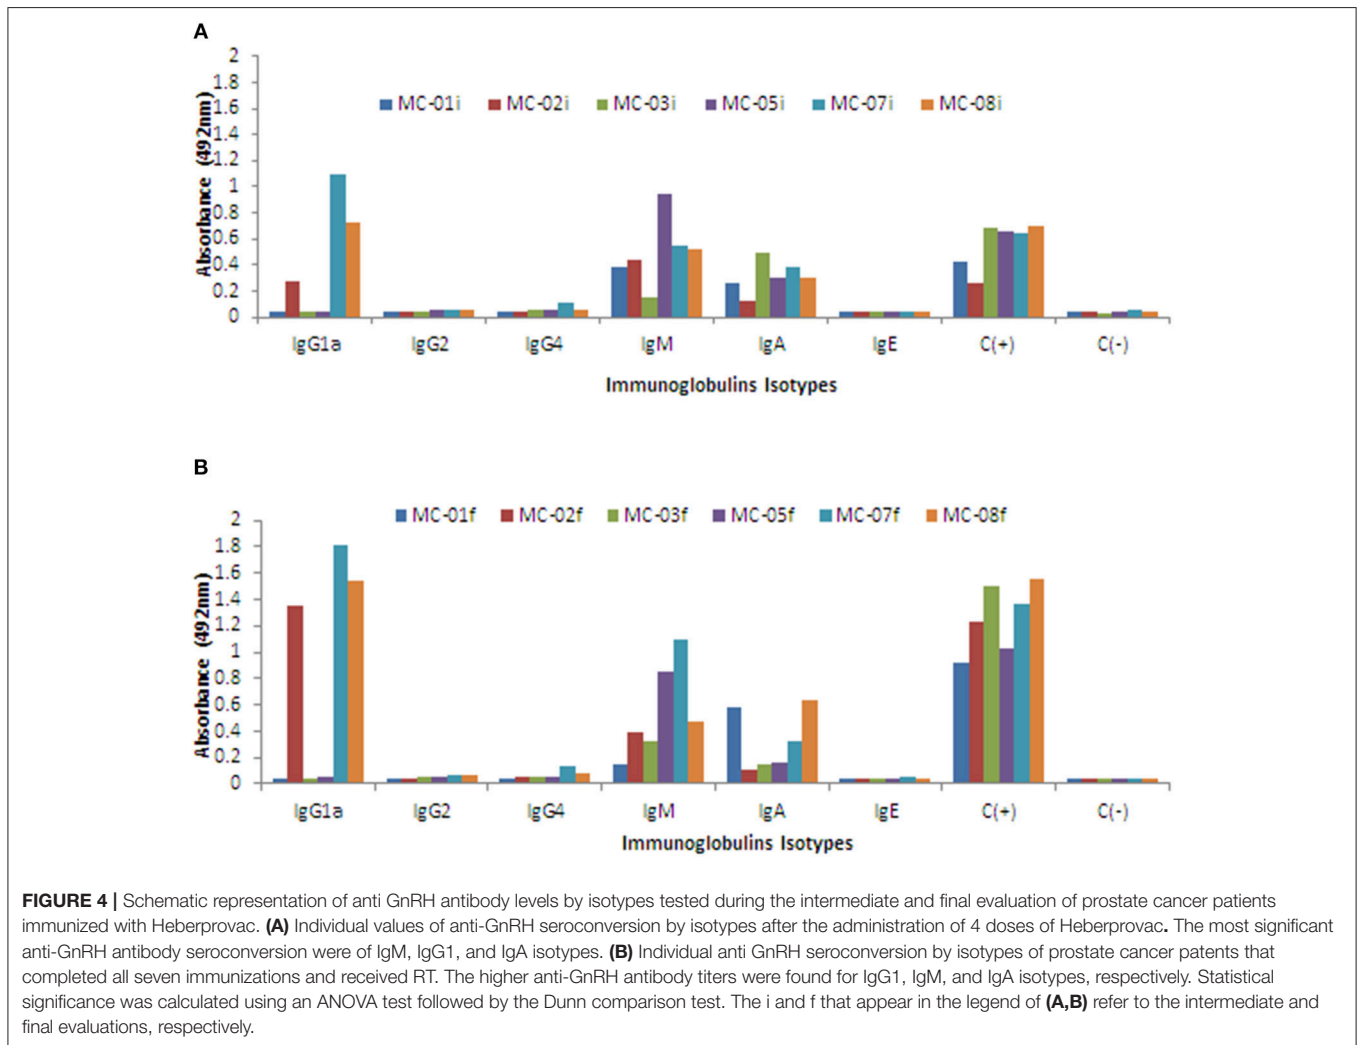 A
2
1.8
1.6
1.4
1.2
1
0.8
0.6
0.4
0.2
0
Absorbance (492nm)
MC-01i MC-02i MC-03i MC-05i MC-07i MC-08i
IgG1a IgG2 IgG4 IgM IgA IgE C(+) C(-)
Immunoglobulins Isotypes
B
2
1.8
1.6
1.4
1.2
1
0.8
0.6
0.4
0.2
0
Absorbance (492nm)
MC-01f MC-02f MC-03f MC-05f MC-07f MC-08f
IgG1a IgG2 IgG4 IgM IgA IgE C(+) C(-)
Immunoglobulins Isotypes
FIGURE 4 | Schematic representation of anti GnRH antibody levels by isotypes tested during the intermediate and final evaluation of prostate cancer patients
immunized with Heberprovac. (A) Individual values of anti-GnRH seroconversion by isotypes after the administration of 4 doses of Heberprovac. The most significant
anti-GnRH antibody seroconversion were of IgM, IgG1, and IgA isotypes. (B) Individual anti GnRH seroconversion by isotypes of prostate cancer patents that
completed all seven immunizations and received RT. The higher anti-GnRH antibody titers were found for IgG1, IgM, and IgA isotypes, respectively. Statistical
significance was calculated using an ANOVA test followed by the Dunn comparison test. The i and f that appear in the legend of (A,B) refer to the intermediate and
final evaluations, respectively.